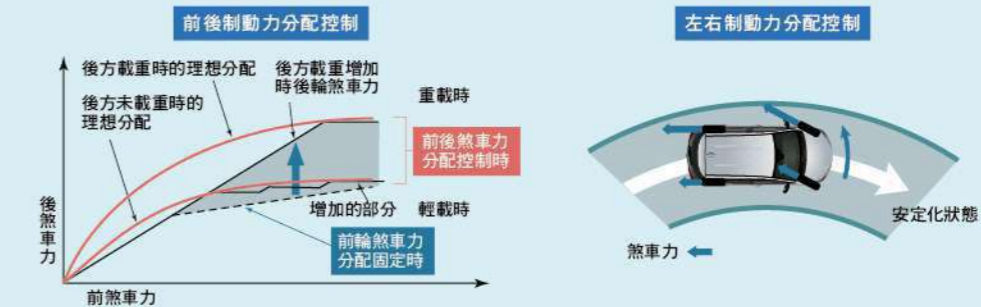 前後制動力分配控制
左右制動力分配控制
後方載重時的理想分配
後方載重增加
時後輪煞車力
後方未載重時的
理想分配
重載時
前後煞車力
分配控制時
增加的部分
輕載時
前輪煞車力
分配固定時
後煞車力
前煞車力
安定化狀態
煞車力